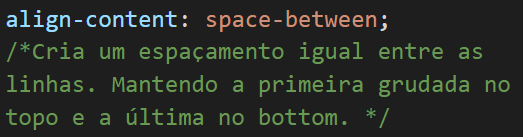 align-content: space-between;
/*Cria um espaçamento igual entre as
linhas. Mantendo a primeira grudada no
topo e a última no bottom. */